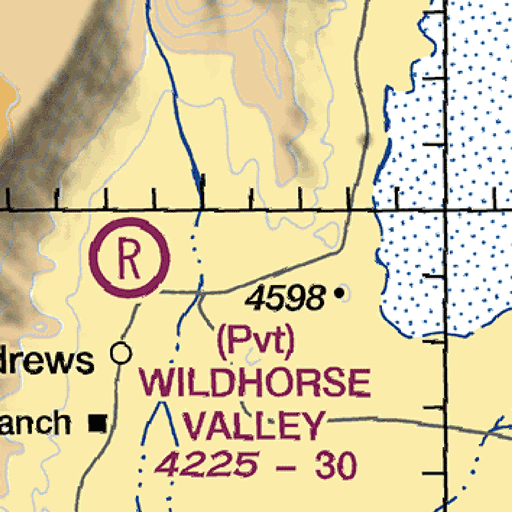 R
4598
(Pvt)
drews
WILDHORSE
anch
VALLEY
4225 - 30